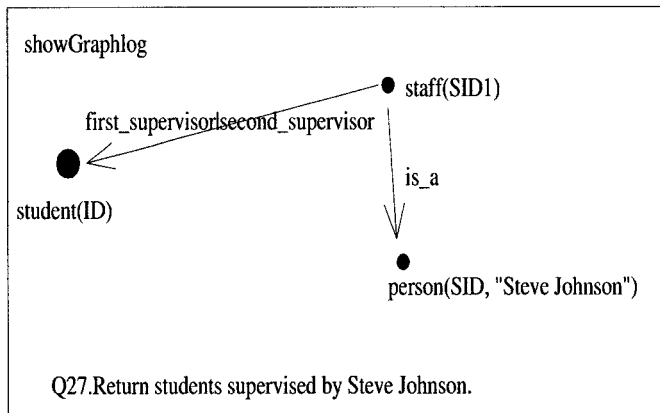 showGraphlog
staff(SID1)
first_supervisor|second_supervisor
is_a
student(ID)
person(SID, "Steve Johnson")
Q27.Return students supervised by Steve Johnson.